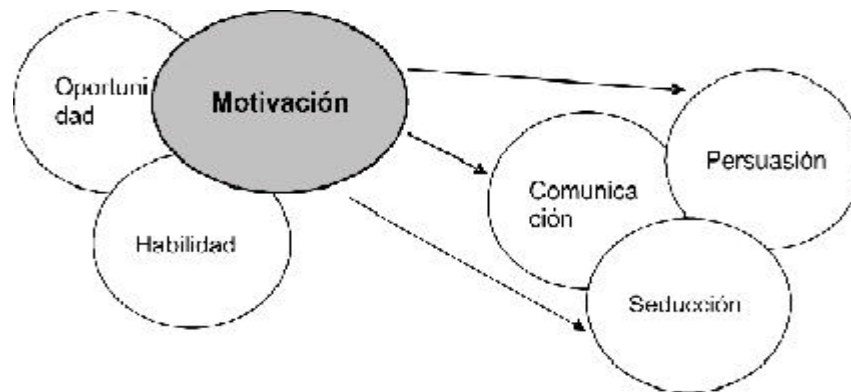 Oportuni
dad
Motivación
Habilidad
Comunica
ción
Persuasión
Seducción